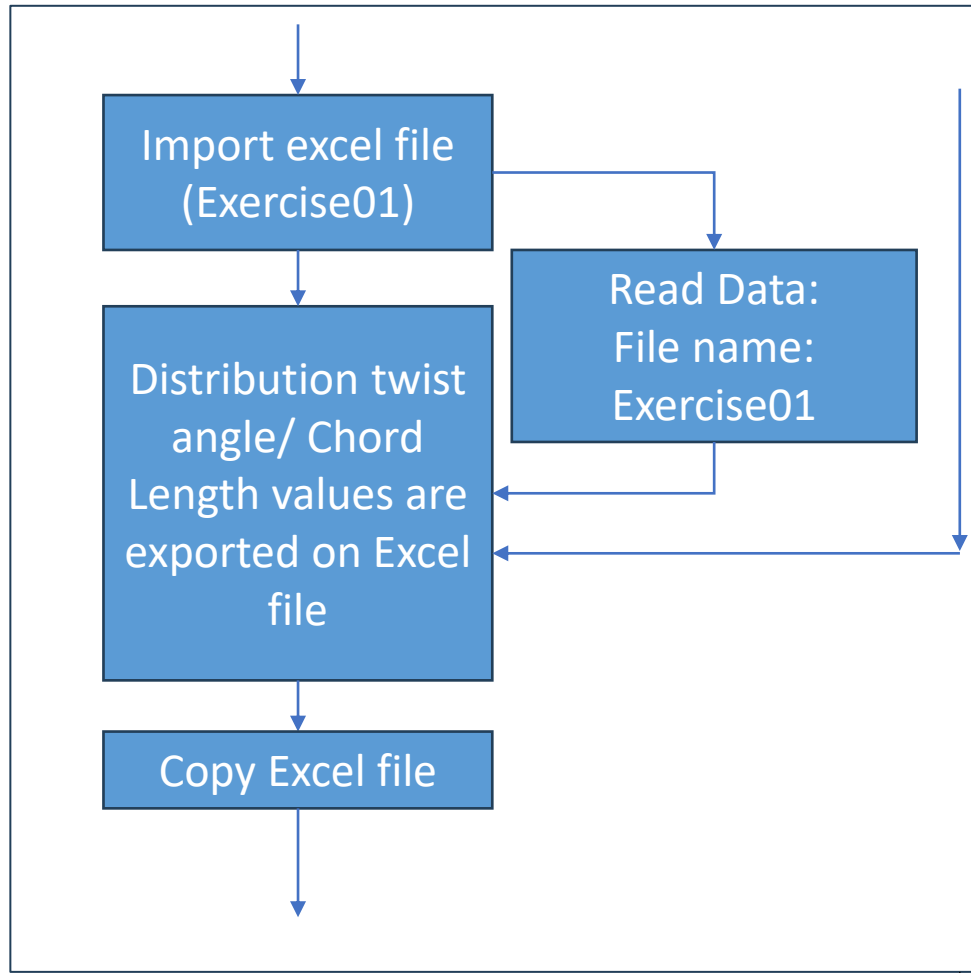 Import excel file
(Exercise01)
Read Data:
File name:
Exercise01
Distribution twist
angle/ Chord
Length values are
exported on Excel
file
Copy Excel file